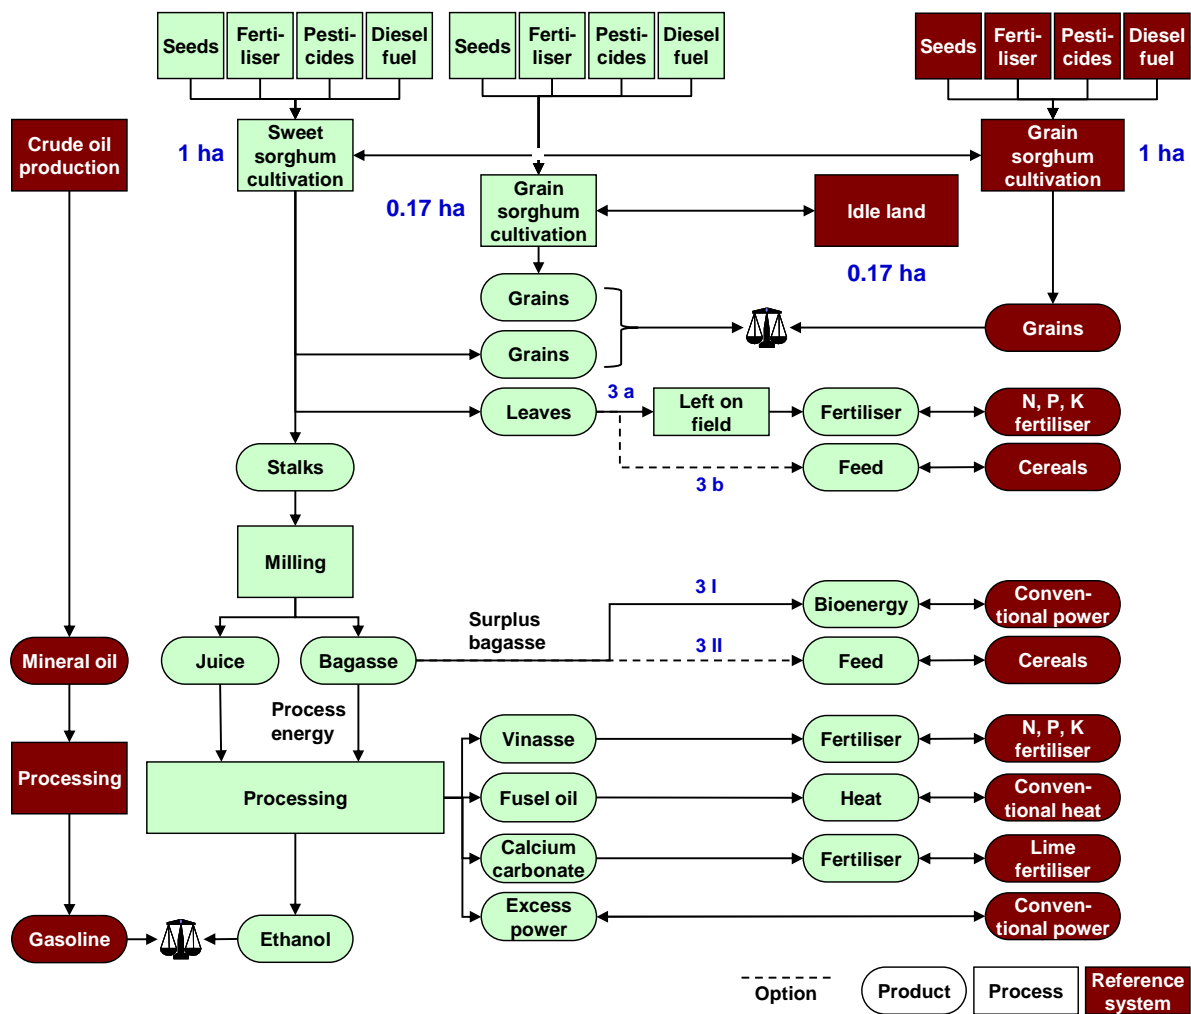 Seeds
Ferti-
liser
Pesti-
cides
Diesel
fuel
Seeds
Ferti-
liser
Pesti-
cides
Diesel
fuel
Seeds
Ferti-
liser
Pesti-
cides
Diesel
fuel
Crude oil
production
1 ha
Sweet
sorghum
cultivation
Grain
sorghum
cultivation
1 ha
0.17 ha
Grain
sorghum
cultivation
Idle land
0.17 ha
Grains
Grains
Grains
Leaves
3 a
Left on
field
Fertiliser
N, P, K
fertiliser
Stalks
3 b
Feed
Cereals
Milling
Surplus
bagasse
3 I
Bioenergy
Conven-
tional power
Mineral oil
Juice
Bagasse
3 II
Feed
Cereals
Process
energy
Vinasse
Fertiliser
N, P, K
fertiliser
Processing
Processing
Fusel oil
Heat
Conven-
tional heat
Calcium
carbonate
Fertiliser
Lime
fertiliser
Excess
power
Conven-
tional power
Gasoline
Ethanol
Option
Product
Process
Reference
system